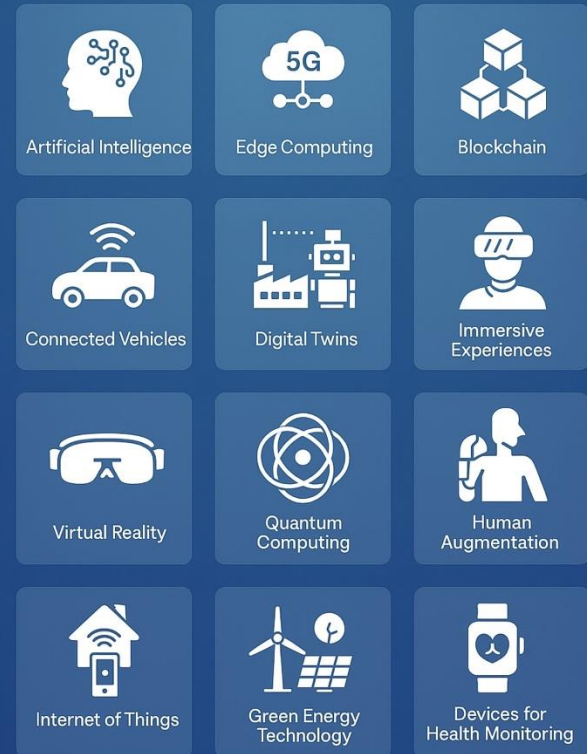 Artificial Intelligence
5G
Edge Computing
Blockchain
Connected Vehicles
Digital Twins
Immersive
Experiences
Virtual Reality
Quantum
Computing
Human
Augmentation
Internet of Things
Green Energy
Technology
Devices for
Health Monitoring